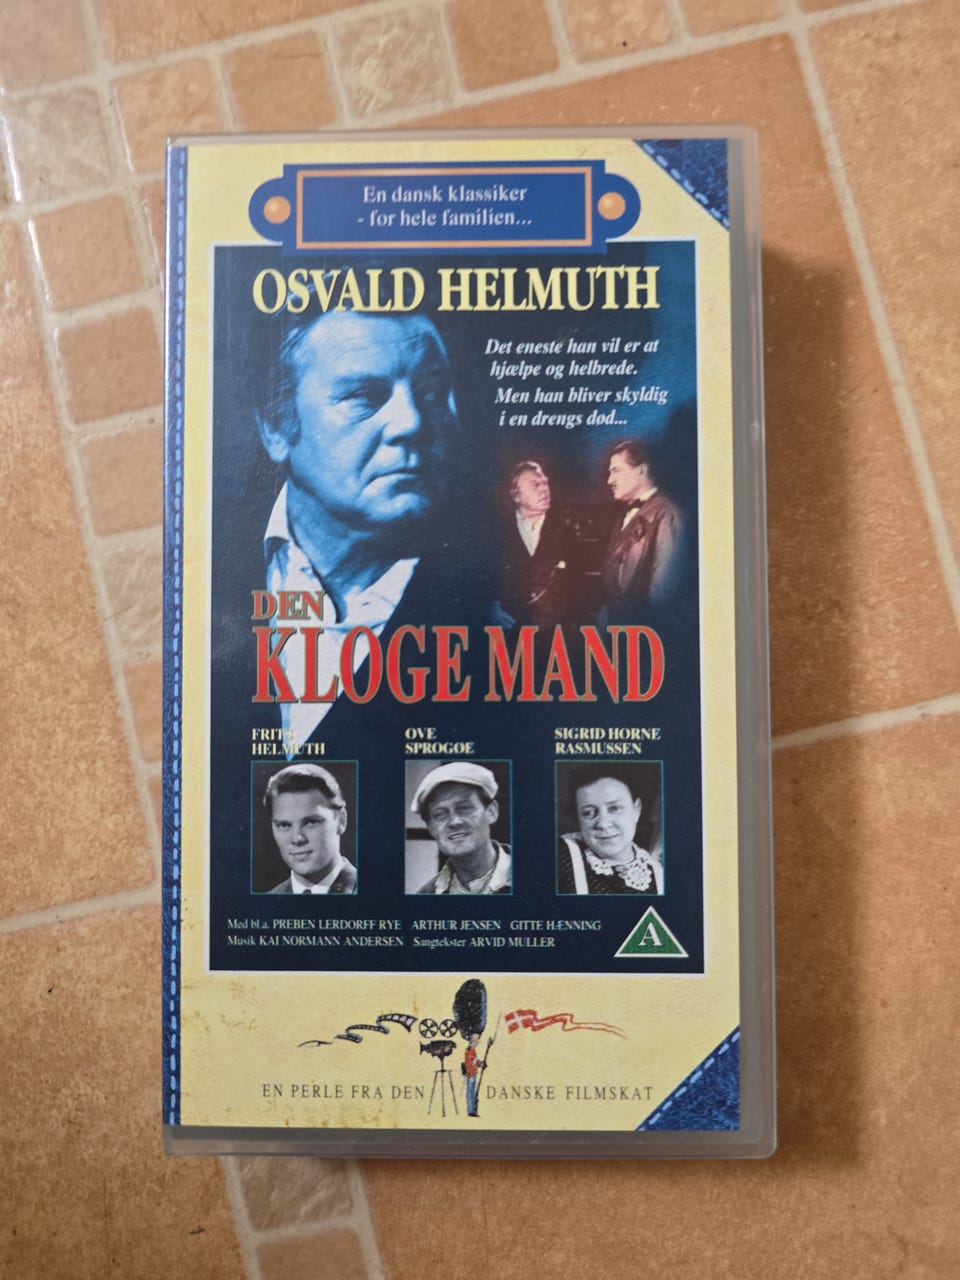 En dansk klassiker
- for hele familien...
OSVALD HELMUTH
Det eneste han vil er at
hjælpe og helbrede.
Men han bliver skyldig
i en drengs død...
DEN
KLOGE MAND
FRITS
HELMUTH
OVE
SPROGØE
SIGRID HORNE
RASMUSSEN
Med bl.a. PREBEN LERDORFF RYE ARTHUR JENSEN GITTE HÆNNING
Musik KAI NORMANN ANDERSEN Sangtekster ARVID MULLER
A
EN PERLE FRA DEN DANSKE FILMSKAT